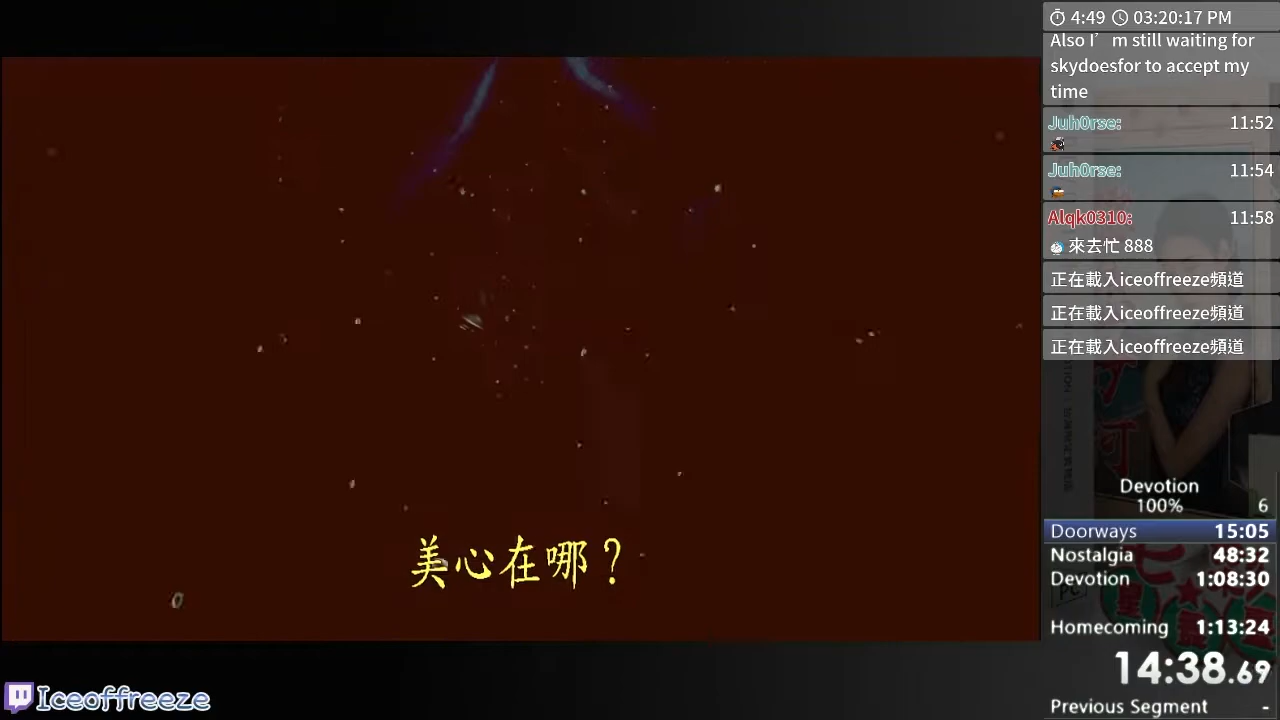 4:49 03:20:17 PM
Also I'm still waiting for
skydoesfor to accept my
time
Juh0rse: 11:52
Juh0rse: 11:54
Alqk0310: 11:58
來去忙 888
正在載入iceoffreeze頻道
正在載入iceoffreeze頻道
正在載入iceoffreeze頻道
Devotion
100% 6
Doorways 15:05
Nostalgia 48:32
Devotion 1:08:30
Homecoming 1:13:24
14:38.69
Previous Segment -
美心在哪？
Iceoffreeze